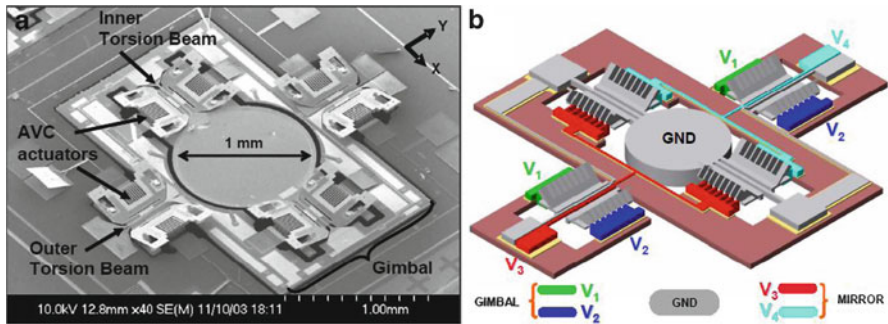 a
Inner
Torsion Beam
Y
X
AVC
actuators
1 mm
Outer
Torsion Beam
Gimbal
10.0kV 12.8mm x40 SE(M) 11/10/03 18:11
1.00mm
b
V4
V1
V2
GND
V1
V2
V3
GIMBAL
V1
V2
GND
V3
V4
MIRROR